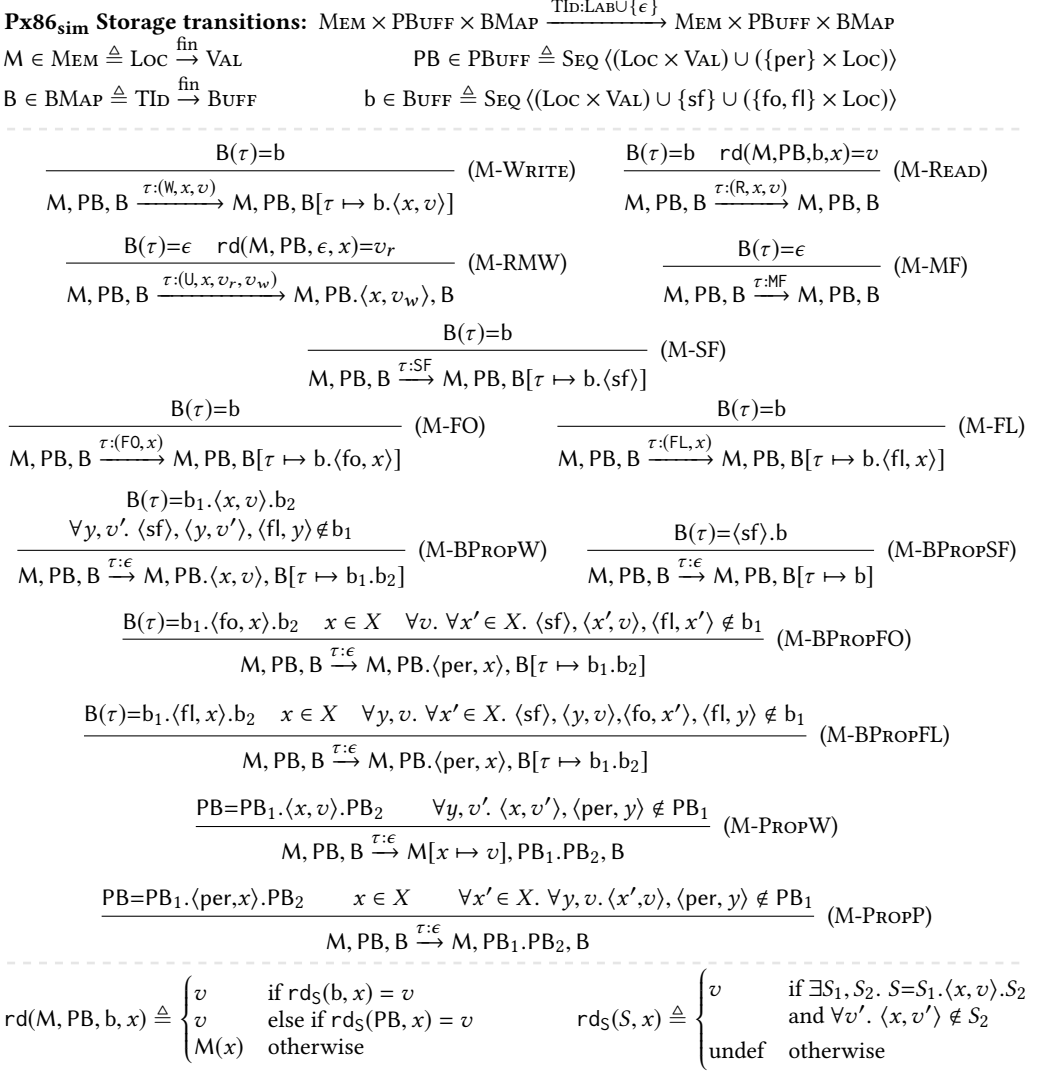 Px86sim Storage transitions: Mem × PBuff × BMap —TId:Lab∪{ϵ}→ Mem × PBuff × BMap
M ∈ Mem ≜ Loc —fin→ Val PB ∈ PBuff ≜ Seq ⟨(Loc × Val) ∪ ({per} × Loc)⟩
B ∈ BMap ≜ TId —fin→ Buff b ∈ Buff ≜ Seq ⟨(Loc × Val) ∪ {sf} ∪ ({fo, fl} × Loc)⟩
B(τ)=b
M, PB, B —τ:(W, x, v)→ M, PB, B[τ ↦ b.⟨x, v⟩] (M-Write)
B(τ)=b rd(M,PB,b,x)=v
M, PB, B —τ:(R, x, v)→ M, PB, B (M-Read)
B(τ)=ϵ rd(M, PB, ϵ, x)=v_r
M, PB, B —τ:(U, x, v_r, v_w)→ M, PB.⟨x, v_w⟩, B (M-RMW)
B(τ)=ϵ
M, PB, B —τ:MF→ M, PB, B (M-MF)
B(τ)=b
M, PB, B —τ:SF→ M, PB, B[τ ↦ b.⟨sf⟩] (M-SF)
B(τ)=b
M, PB, B —τ:(FO, x)→ M, PB, B[τ ↦ b.⟨fo, x⟩] (M-FO)
B(τ)=b
M, PB, B —τ:(FL, x)→ M, PB, B[τ ↦ b.⟨fl, x⟩] (M-FL)
B(τ)=b₁.⟨x, v⟩.b₂
∀y, v′. ⟨sf⟩, ⟨y, v′⟩, ⟨fl, y⟩ ∉ b₁
M, PB, B —τ:ϵ→ M, PB.⟨x, v⟩, B[τ ↦ b₁.b₂] (M-BPropW)
B(τ)=⟨sf⟩.b
M, PB, B —τ:ϵ→ M, PB, B[τ ↦ b] (M-BPropSF)
B(τ)=b₁.⟨fo, x⟩.b₂ x ∈ X ∀v. ∀x′ ∈ X. ⟨sf⟩, ⟨x′, v⟩, ⟨fl, x′⟩ ∉ b₁
M, PB, B —τ:ϵ→ M, PB.⟨per, x⟩, B[τ ↦ b₁.b₂] (M-BPropFO)
B(τ)=b₁.⟨fl, x⟩.b₂ x ∈ X ∀y, v. ∀x′ ∈ X. ⟨sf⟩, ⟨y, v⟩,⟨fo, x′⟩, ⟨fl, y⟩ ∉ b₁
M, PB, B —τ:ϵ→ M, PB.⟨per, x⟩, B[τ ↦ b₁.b₂] (M-BPropFL)
PB=PB₁.⟨x, v⟩.PB₂ ∀y, v′. ⟨x, v′⟩, ⟨per, y⟩ ∉ PB₁
M, PB, B —τ:ϵ→ M[x ↦ v], PB₁.PB₂, B (M-PropW)
PB=PB₁.⟨per,x⟩.PB₂ x ∈ X ∀x′ ∈ X. ∀y, v.⟨x′,v⟩, ⟨per, y⟩ ∉ PB₁
M, PB, B —τ:ϵ→ M, PB₁.PB₂, B (M-PropP)
rd(M, PB, b, x) ≜ { v if rd_S(b, x) = v
v else if rd_S(PB, x) = v
M(x) otherwise
rd_S(S, x) ≜ { v if ∃S₁, S₂. S=S₁.⟨x, v⟩.S₂
and ∀v′. ⟨x, v′⟩ ∉ S₂
undef otherwise